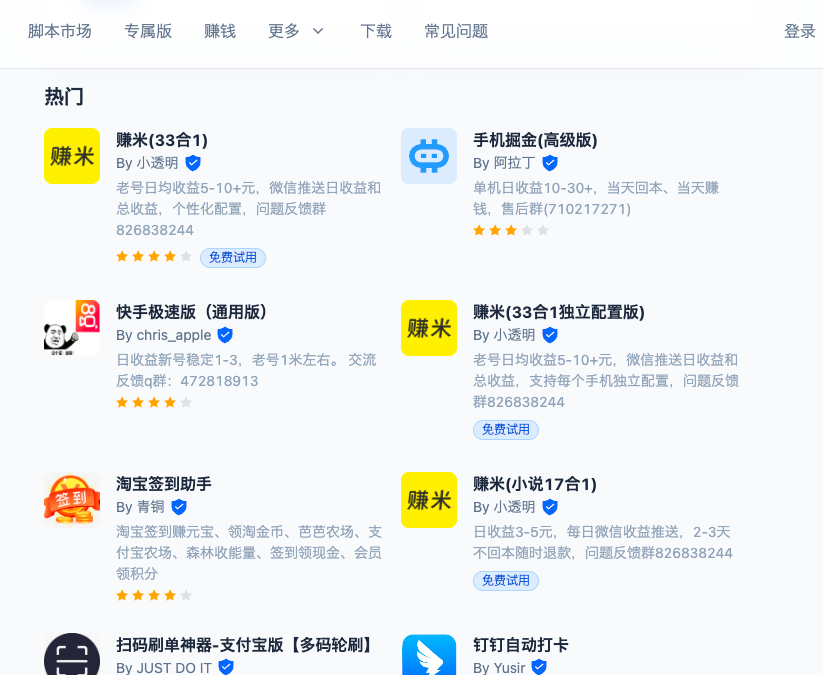 脚本市场 专属版 赚钱 更多 下载 常见问题 登录
热门
赚米
赚米(33合1)
By 小透明
老号日均收益5-10+元，微信推送日收益和
总收益，个性化配置，问题反馈群
826838244
免费试用
手机掘金(高级版)
By 阿拉丁
单机收益10-30+，当天回本、当天赚
钱，售后群(710217271)
快手极速版（通用版）
By chris_apple
日收益新号稳定1-3，老号1米左右。 交流
反馈q群：472818913
赚米
赚米(33合1独立配置版)
By 小透明
老号日均收益5-10+元，微信推送日收益和
总收益，支持每个手机独立配置，问题反馈
群826838244
免费试用
签到
淘宝签到助手
By 青铜
淘宝签到赚元宝、领淘金币、芭芭农场、支
付宝农场、森林收能量、签到领现金、会员
领积分
赚米
赚米(小说17合1)
By 小透明
日收益3-5元，每日微信收益推送，2-3天
不回本随时退款，问题反馈群826838244
免费试用
扫码刷单神器-支付宝版【多码轮刷】
By JUST DO IT
钉钉自动打卡
By Yusir